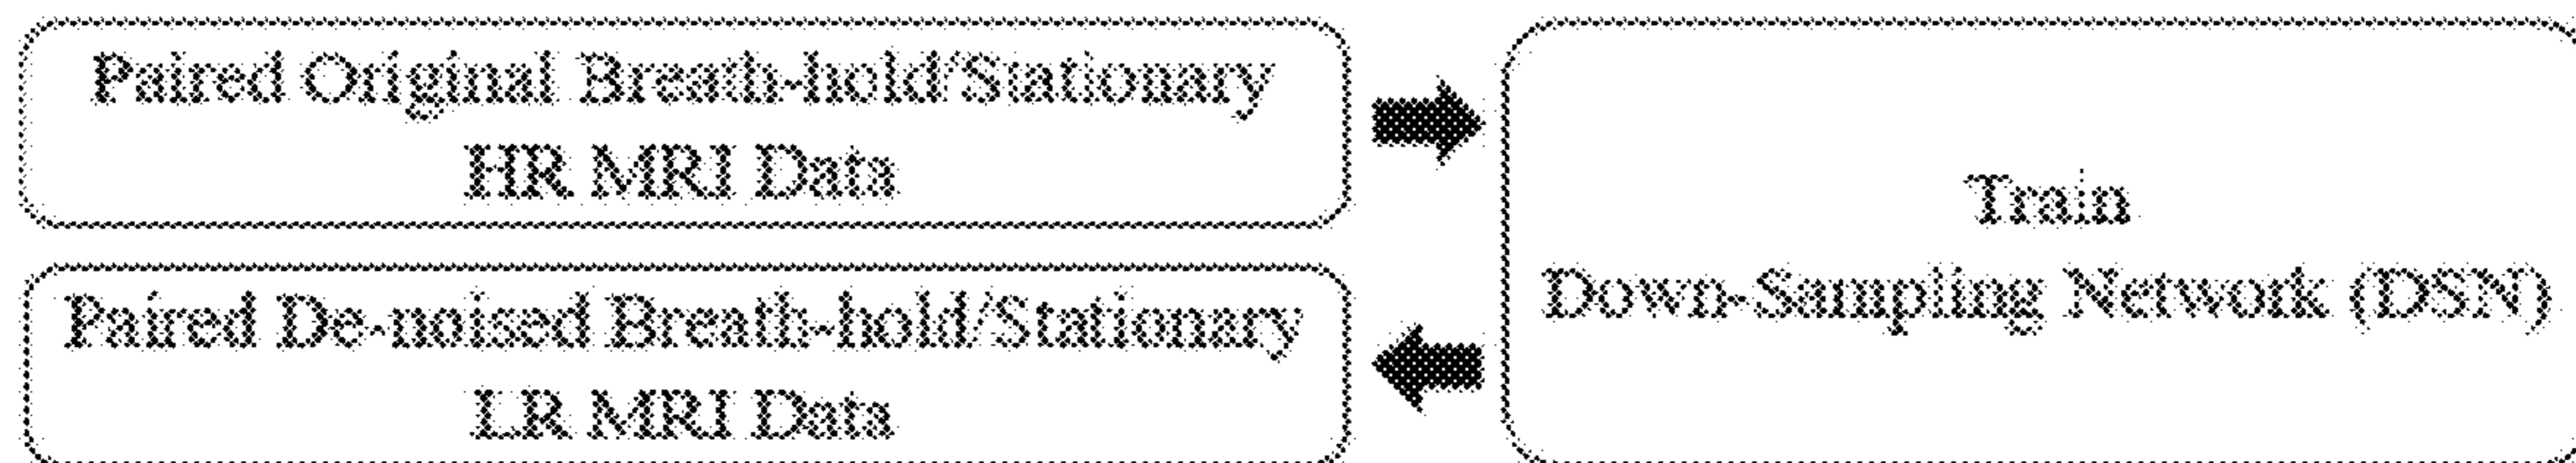 Paired Original Breath-hold/Stationary
HR MRI Data
Paired De-noised Breath-hold/Stationary
LR MRI Data
Train
Down-Sampling Network (DSN)